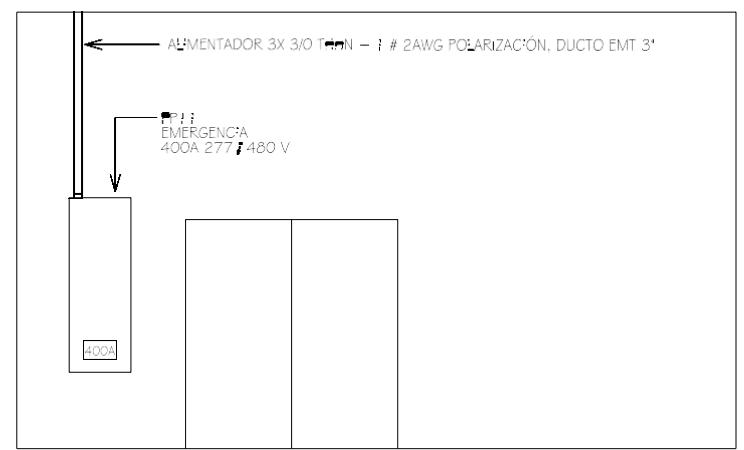 ALIMENTADOR 3X 3/0 THHN – 1 # 2AWG POLARIZACIÓN, DUCTO EMT 3"
EMERGENCIA
400A 277 / 480 V
400A